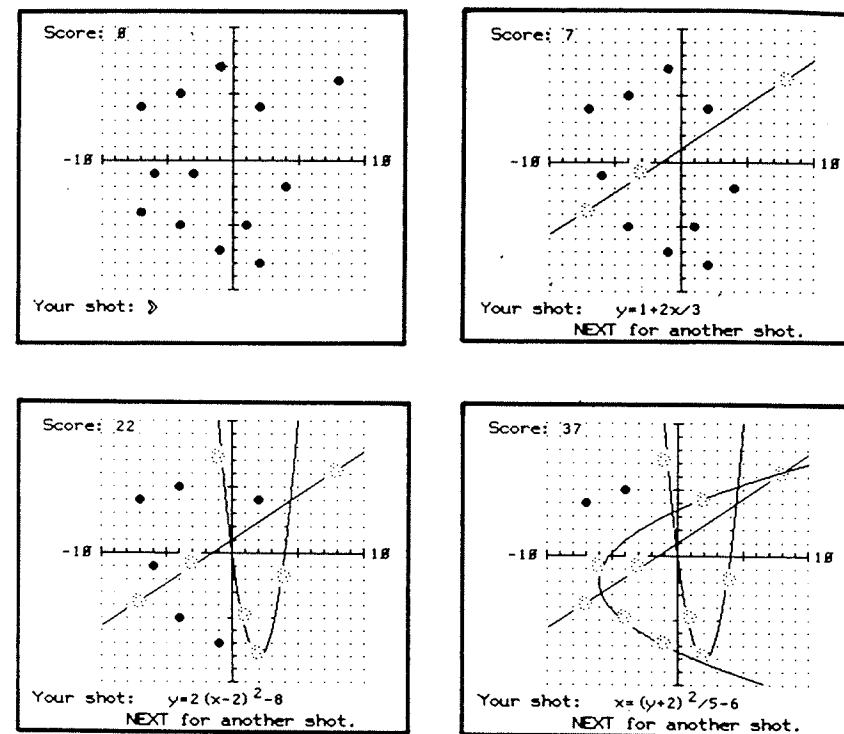 Score: 0
-10 10
Your shot: >
Score: 7
-10 10
Your shot: y=1+2x/3
NEXT for another shot.
Score: 22
-10 10
Your shot: y=2(x-2)²-8
NEXT for another shot.
Score: 37
-10 10
Your shot: x=(y+2)²/5-6
NEXT for another shot.